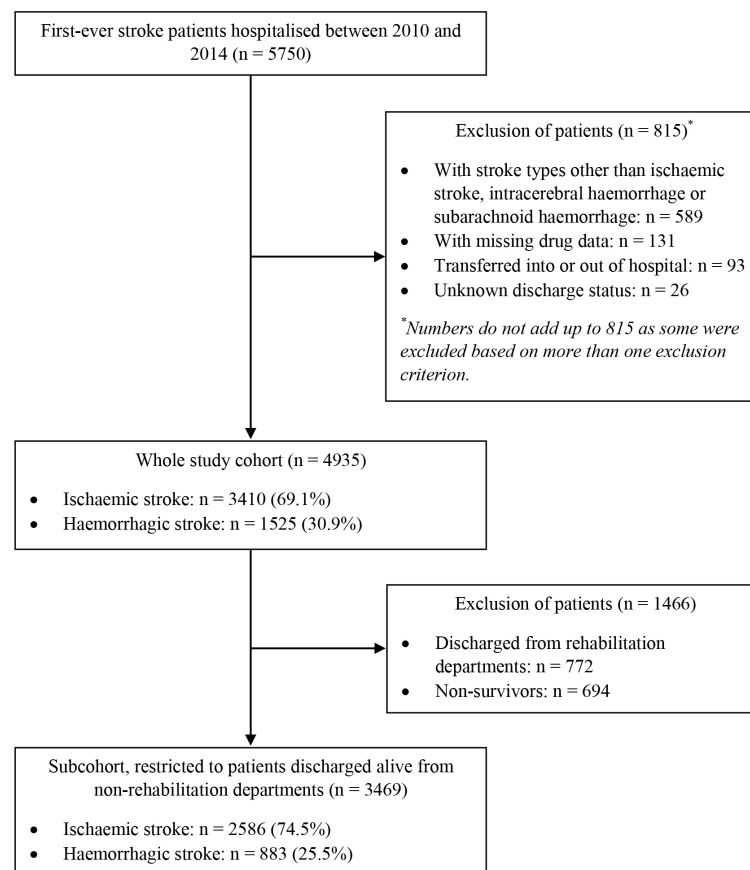 First-ever stroke patients hospitalised between 2010 and
2014 (n = 5750)
Exclusion of patients (n = 815)*
• With stroke types other than ischaemic
stroke, intracerebral haemorrhage or
subarachnoid haemorrhage: n = 589
• With missing drug data: n = 131
• Transferred into or out of hospital: n = 93
• Unknown discharge status: n = 26
*Numbers do not add up to 815 as some were
excluded based on more than one exclusion
criterion.
Whole study cohort (n = 4935)
• Ischaemic stroke: n = 3410 (69.1%)
• Haemorrhagic stroke: n = 1525 (30.9%)
Exclusion of patients (n = 1466)
• Discharged from rehabilitation
departments: n = 772
• Non-survivors: n = 694
Subcohort, restricted to patients discharged alive from
non-rehabilitation departments (n = 3469)
• Ischaemic stroke: n = 2586 (74.5%)
• Haemorrhagic stroke: n = 883 (25.5%)